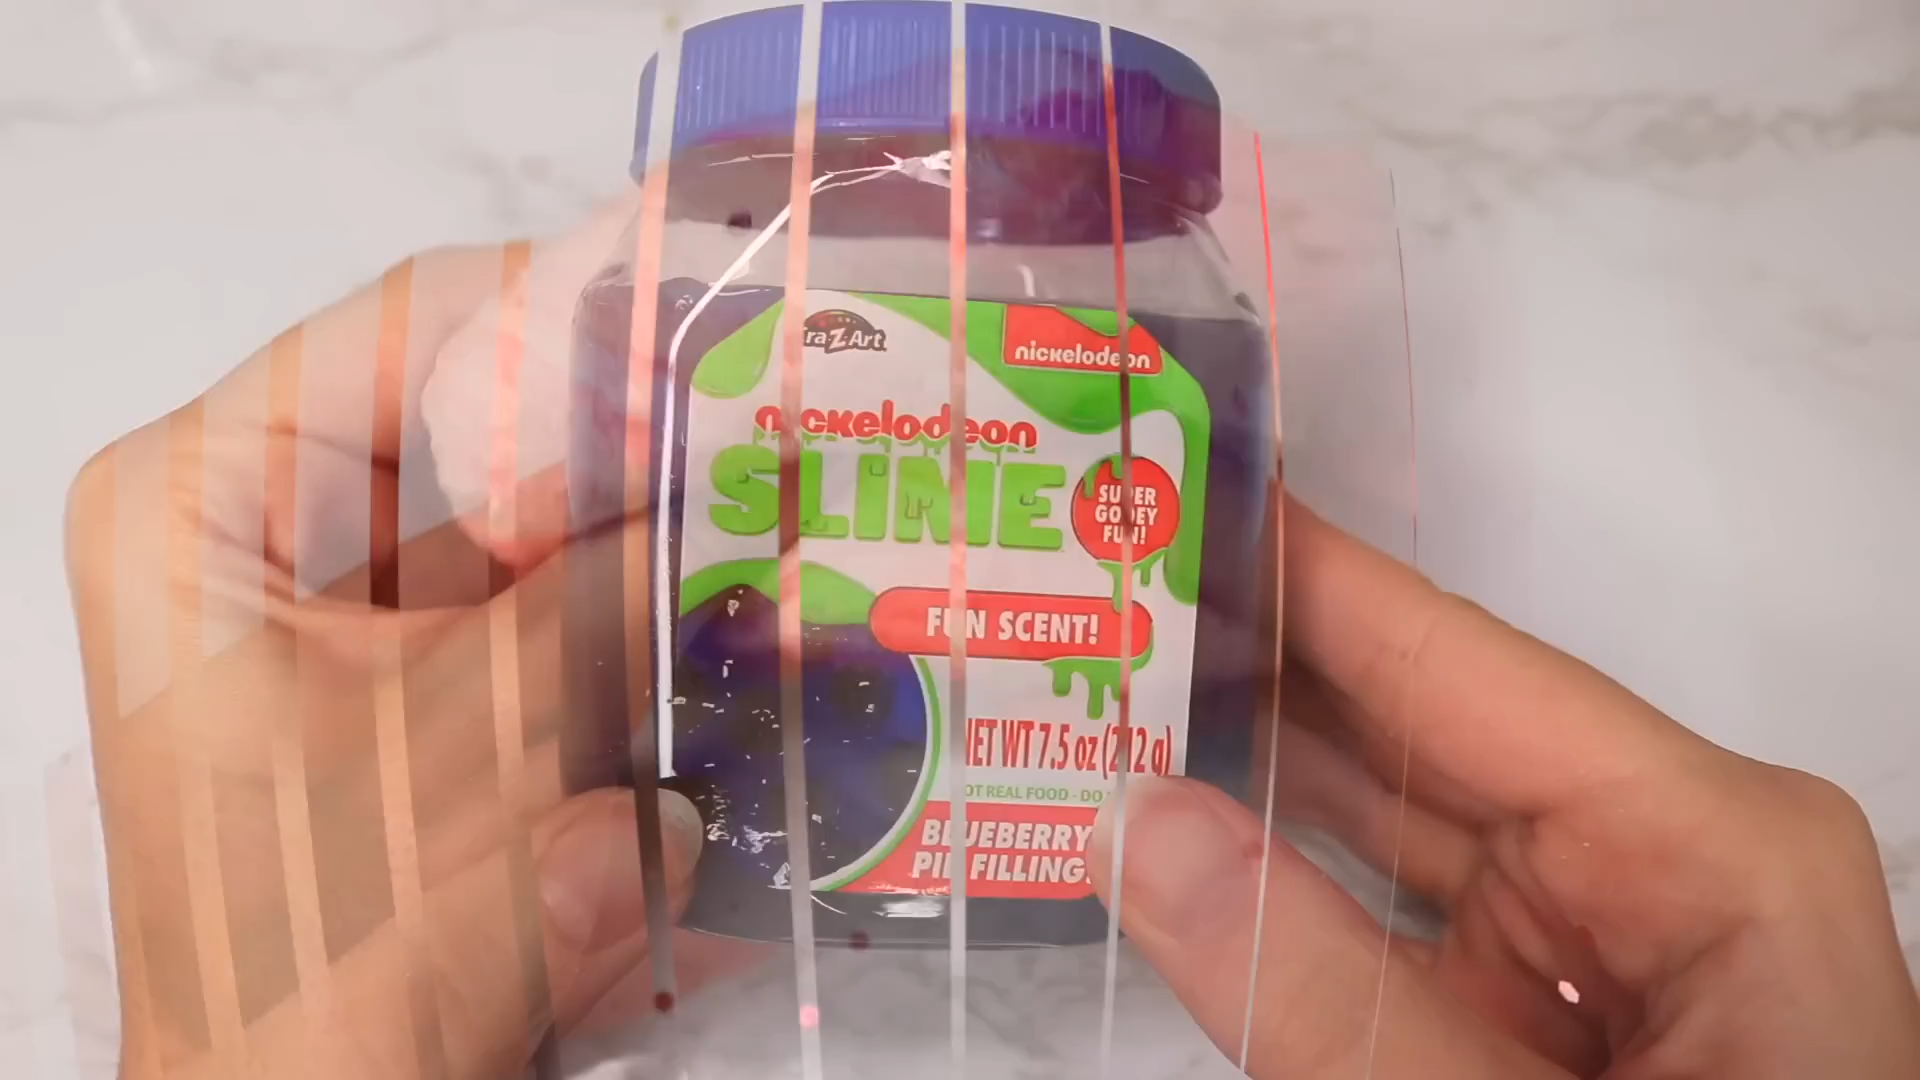 Cra-Z-Art
nickelodeon
nickelodeon
SLIME
SUPER
GOOEY
FUN!
FUN SCENT!
NET WT 7.5 oz (212 g)
NOT REAL FOOD - DO
BLUEBERRY
PIE FILLING